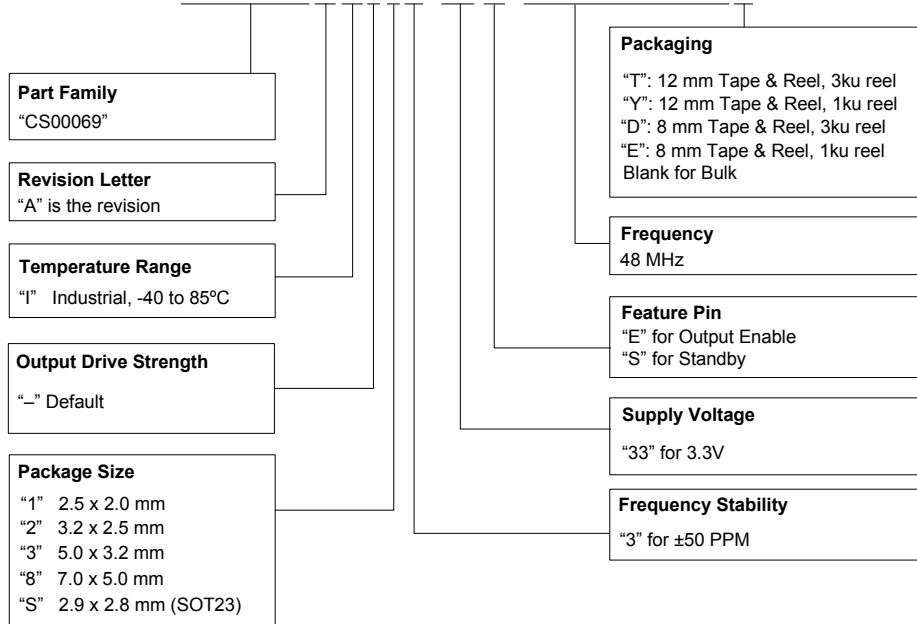 Part Family
“CS00069”
Revision Letter
“A” is the revision
Temperature Range
“I” Industrial, -40 to 85ºC
Output Drive Strength
“–” Default
Package Size
“1” 2.5 x 2.0 mm
“2” 3.2 x 2.5 mm
“3” 5.0 x 3.2 mm
“8” 7.0 x 5.0 mm
“S” 2.9 x 2.8 mm (SOT23)
Packaging
“T”: 12 mm Tape & Reel, 3ku reel
“Y”: 12 mm Tape & Reel, 1ku reel
“D”: 8 mm Tape & Reel, 3ku reel
“E”: 8 mm Tape & Reel, 1ku reel
Blank for Bulk
Frequency
48 MHz
Feature Pin
“E” for Output Enable
“S” for Standby
Supply Voltage
“33” for 3.3V
Frequency Stability
“3” for ±50 PPM